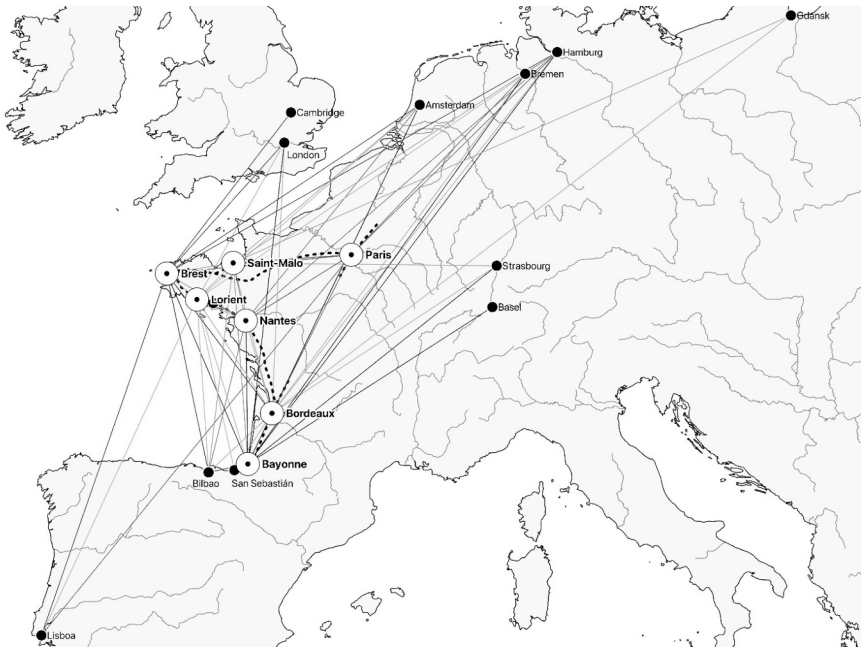 Gdansk
Hamburg
Bremen
Amsterdam
Cambridge
London
Saint-Malo
Paris
Brest
Strasbourg
Lorient
Basel
Nantes
Bordeaux
Bayonne
Bilbao
San Sebastián
Lisboa